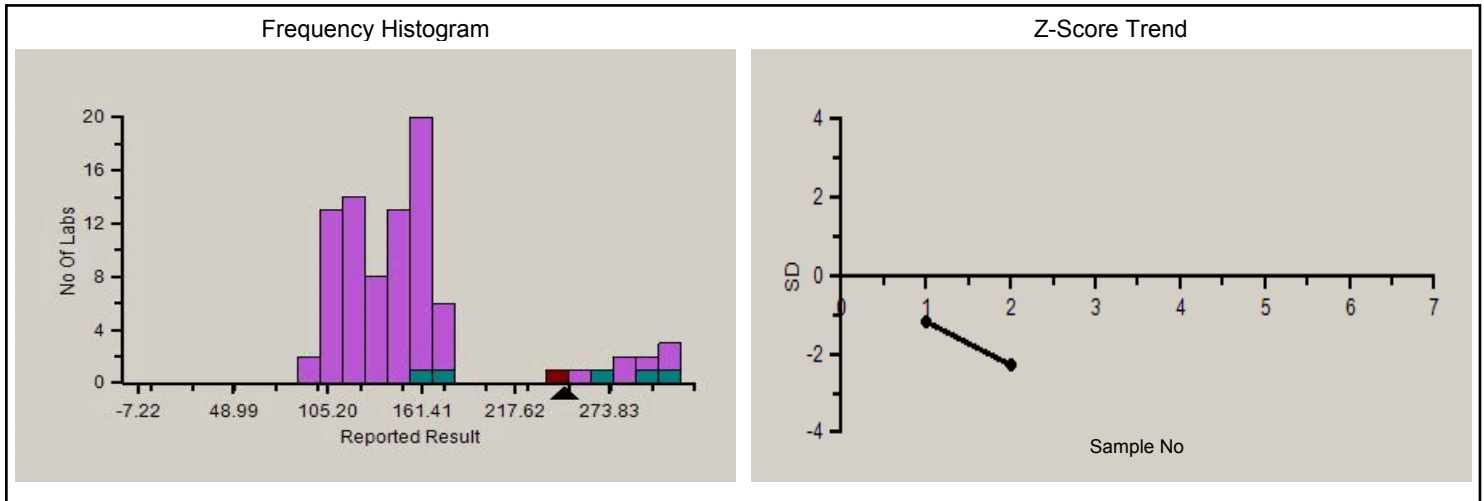 Frequency Histogram
20
16
12
8
4
0
No Of Labs
-7.22 48.99 105.20 161.41 217.62 273.83
Reported Result
Z-Score Trend
4
2
0
-2
-4
SD
0 1 2 3 4 5 6 7
Sample No